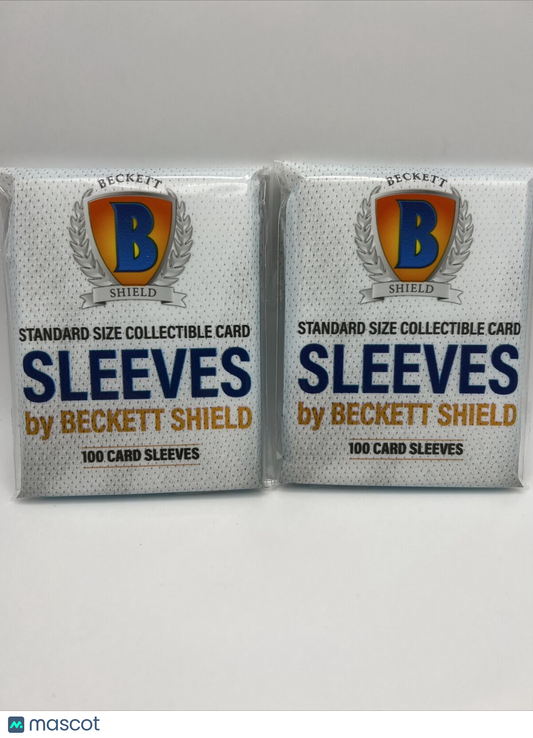 BECKETT
B
SHIELD
STANDARD SIZE COLLECTIBLE CARD
SLEEVES
by BECKETT SHIELD
100 CARD SLEEVES
BECKETT
B
SHIELD
STANDARD SIZE COLLECTIBLE CARD
SLEEVES
by BECKETT SHIELD
100 CARD SLEEVES
mascot